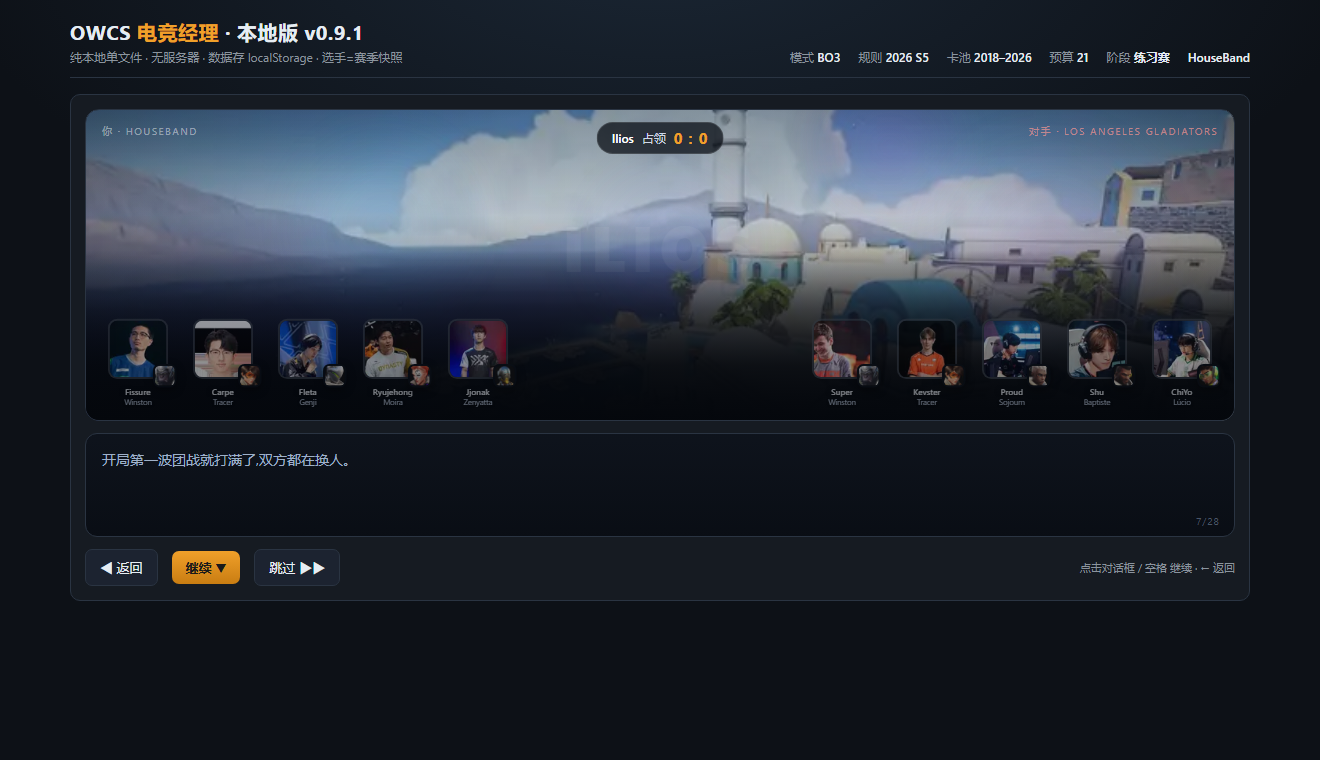 OWCS 电竞经理 · 本地版 v0.9.1
纯本地单文件 · 无服务器 · 数据存 localStorage · 选手=赛季快照
模式 BO3 规则 2026 S5 卡池 2018–2026 预算 21 阶段 练习赛 HouseBand
你 · HOUSEBAND
Ilios 占领 0 : 0
对手 · LOS ANGELES GLADIATORS
Fissure Carpe Fleta Ryujehong Jjonak Super Kevster Proud Shu ChiYo
Winston Tracer Genji Moira Zenyatta Winston Tracer Sojourn Baptiste Lúcio
开局第一波团战就打满了,双方都在换人。
7/28
◀ 返回 继续 ▼ 跳过 ▶▶
点击对话框 / 空格 继续 · ← 返回